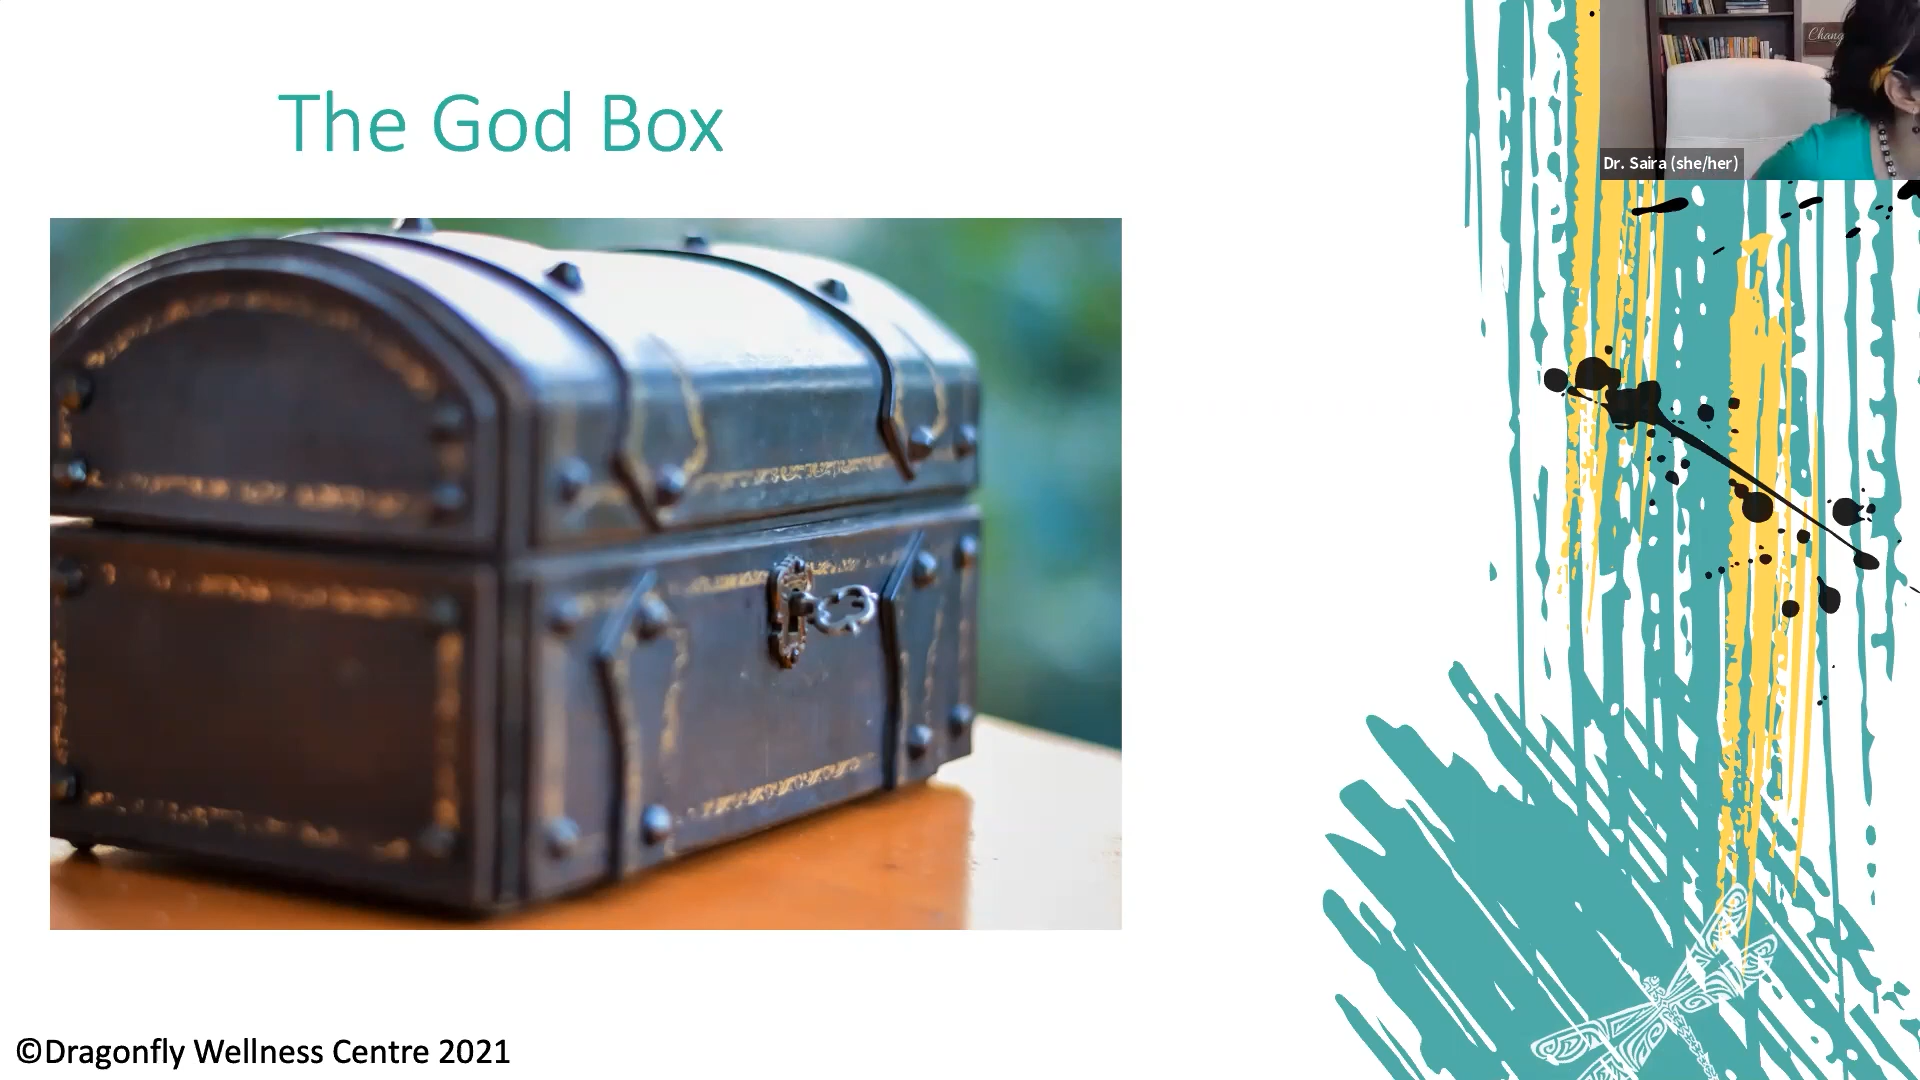 The God Box
Dr. Saira (she/her)
©Dragonfly Wellness Centre 2021